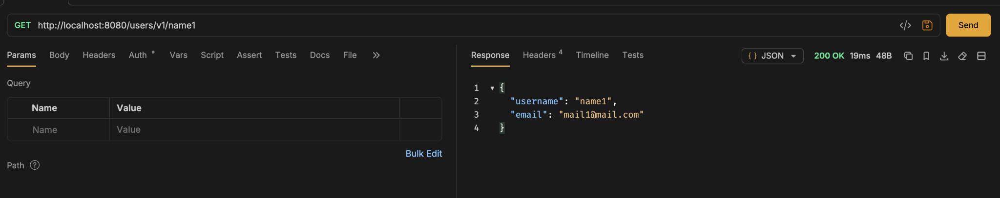 GET http://localhost:8080/users/v1/name1 </> Send
Params Body Headers Auth Vars Script Assert Tests Docs File
Response Headers 4 Timeline Tests { } JSON 200 OK 19ms 48B
Query
Name Value
Name Value
Bulk Edit
Path ?
1 {
2 "username": "name1",
3 "email": "mail1@mail.com"
4 }